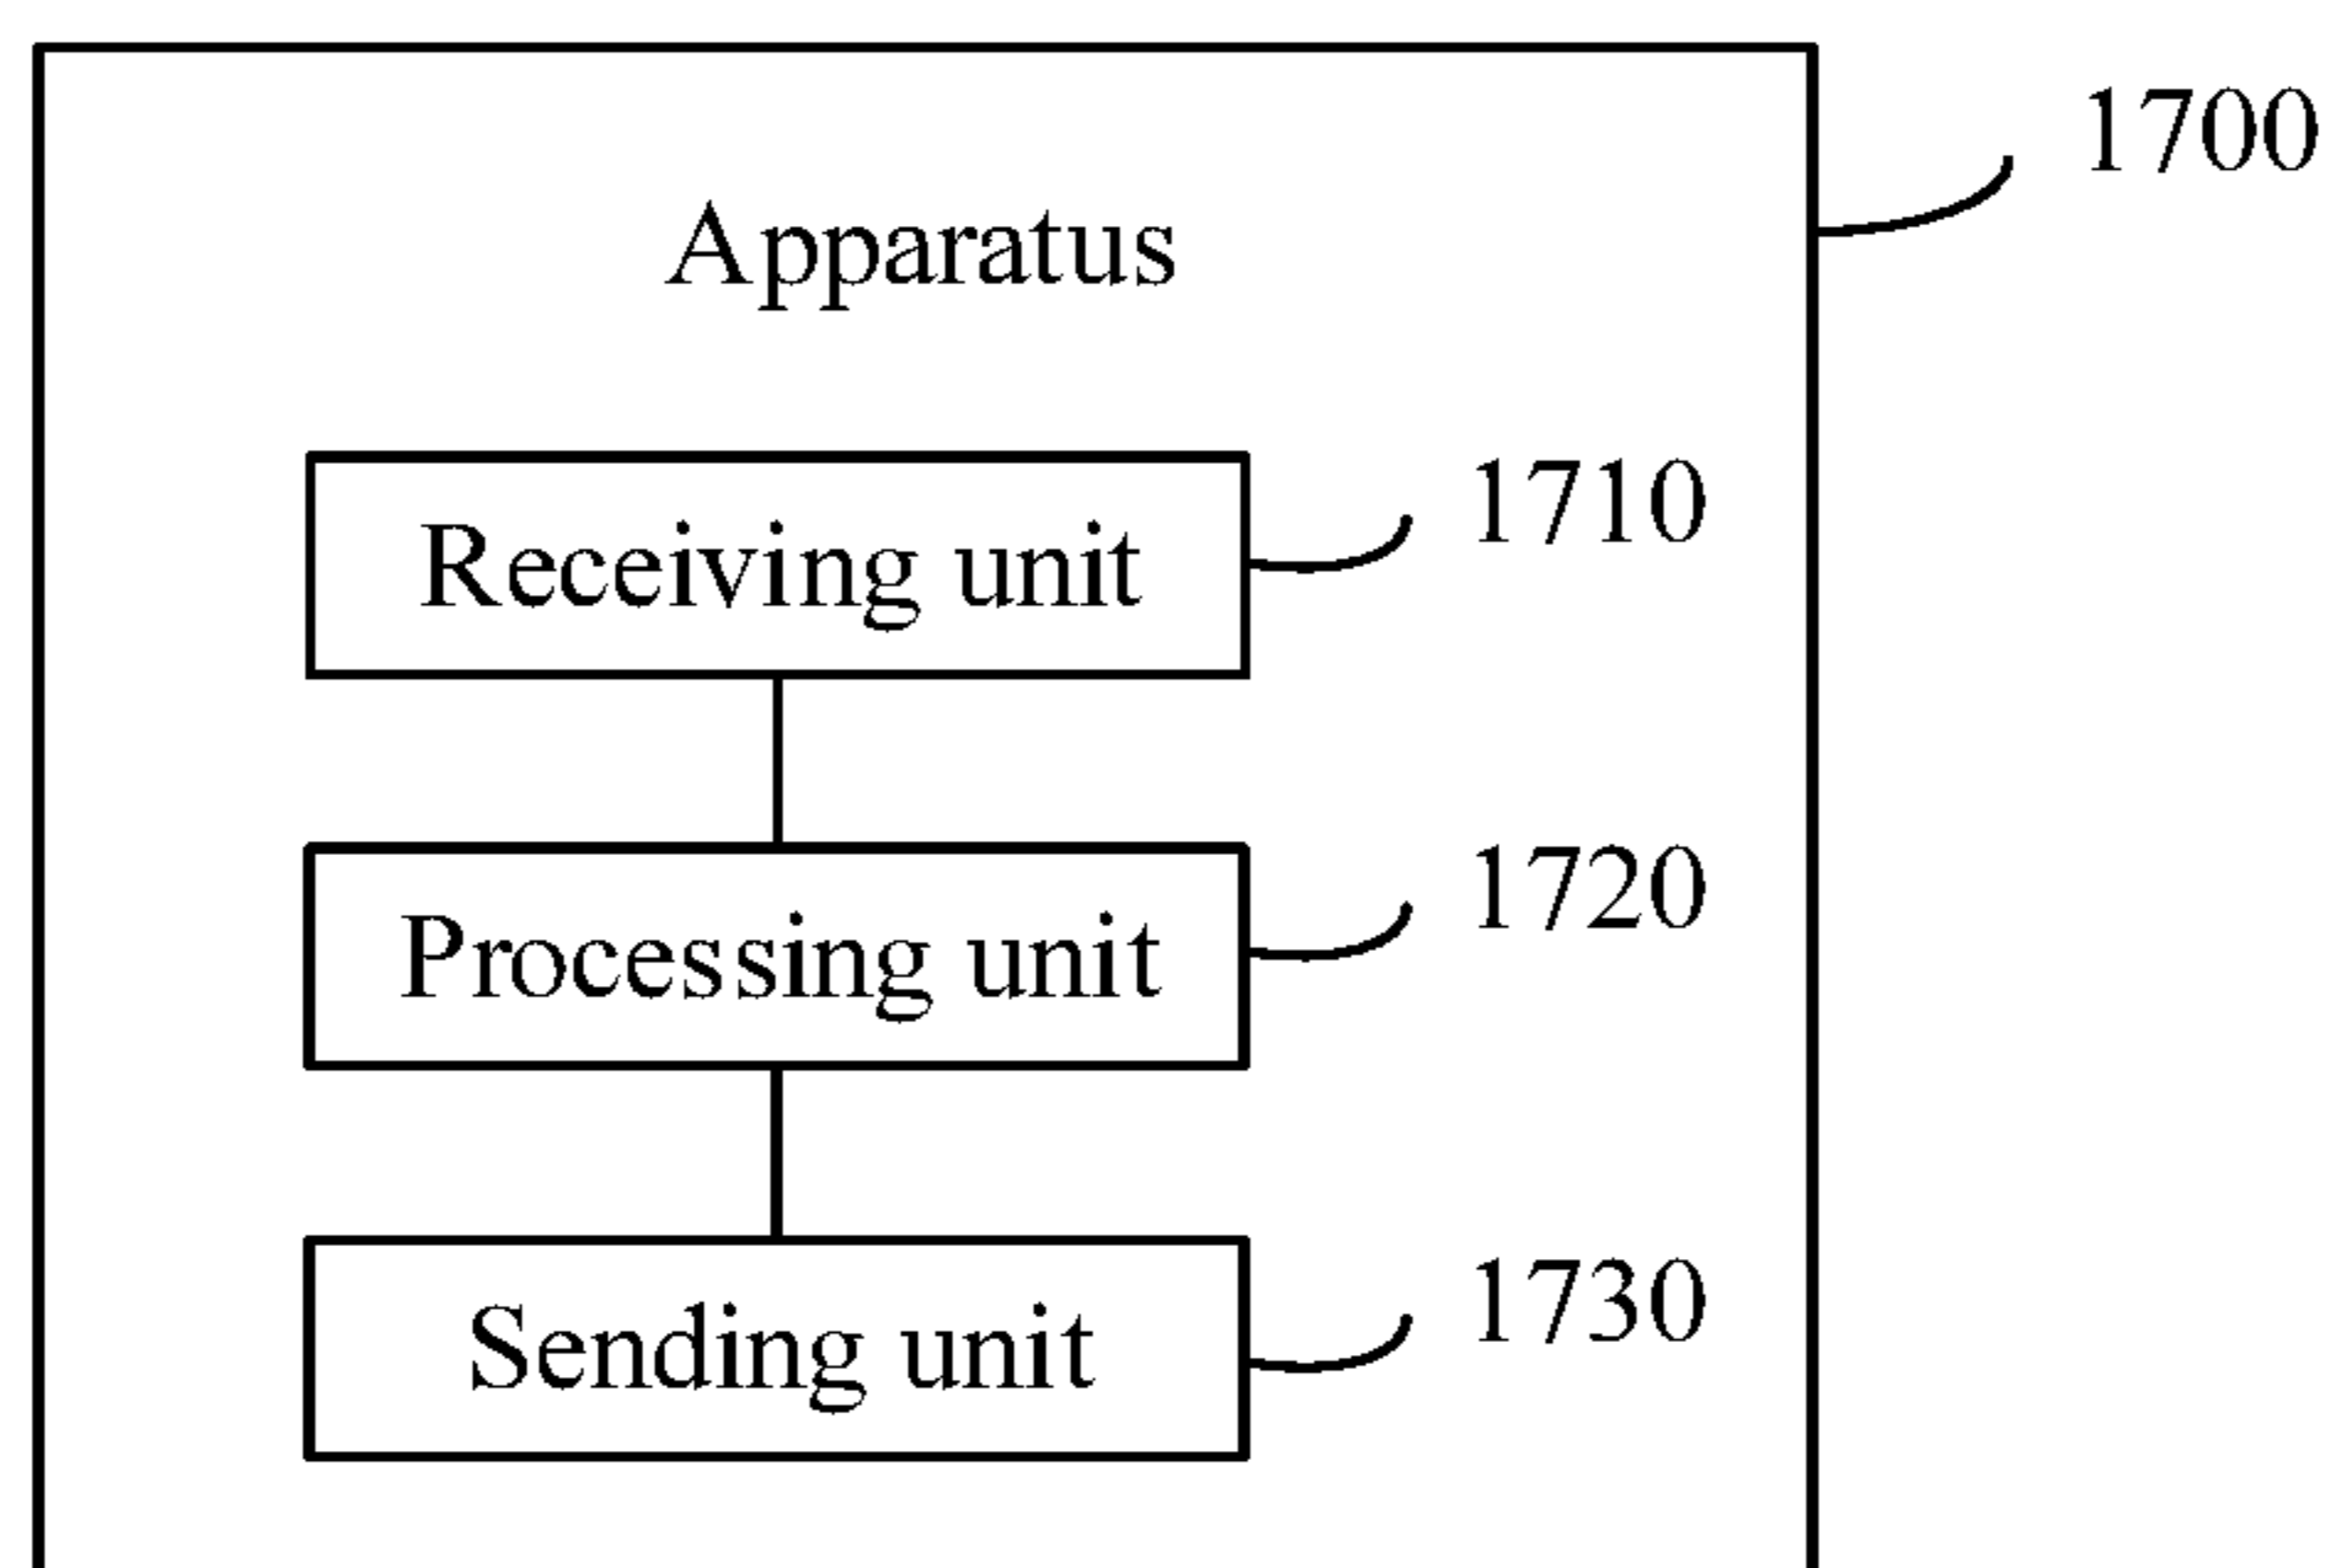 1700
Apparatus
Receiving unit
1710
Processing unit
1720
Sending unit
1730